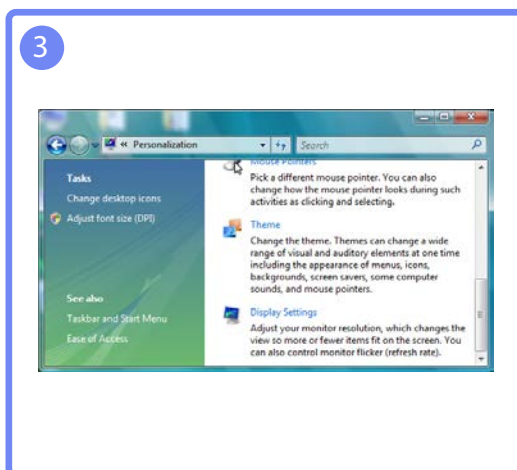 3
« Personalization
Search
Tasks
Change desktop icons
Adjust font size (DPI)
See also
Taskbar and Start Menu
Ease of Access
Mouse Pointers
Pick a different mouse pointer. You can also
change how the mouse pointer looks during such
activities as clicking and selecting.
Theme
Change the theme. Themes can change a wide
range of visual and auditory elements at one time
including the appearance of menus, icons,
backgrounds, screen savers, some computer
sounds, and mouse pointers.
Display Settings
Adjust your monitor resolution, which changes the
view so more or fewer items fit on the screen. You
can also control monitor flicker (refresh rate).